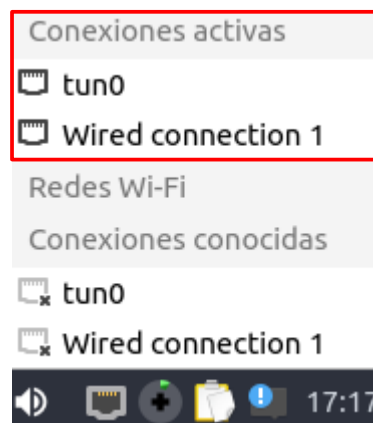 Conexiones activas
tun0
Wired connection 1
Redes Wi-Fi
Conexiones conocidas
tun0
Wired connection 1
17:17